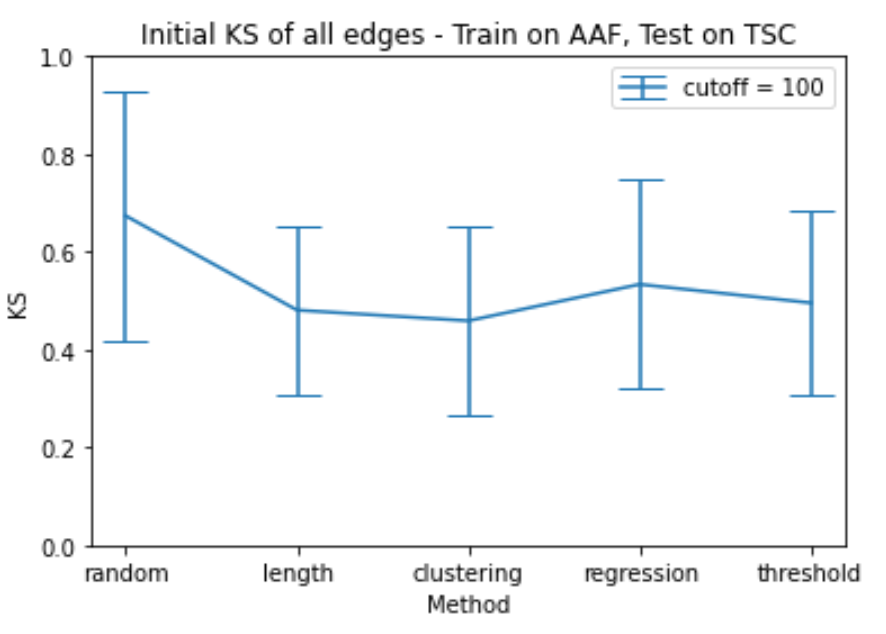 Initial KS of all edges - Train on AAF, Test on TSC
cutoff = 100
KS
1.0
0.8
0.6
0.4
0.2
0.0
random length clustering regression threshold
Method